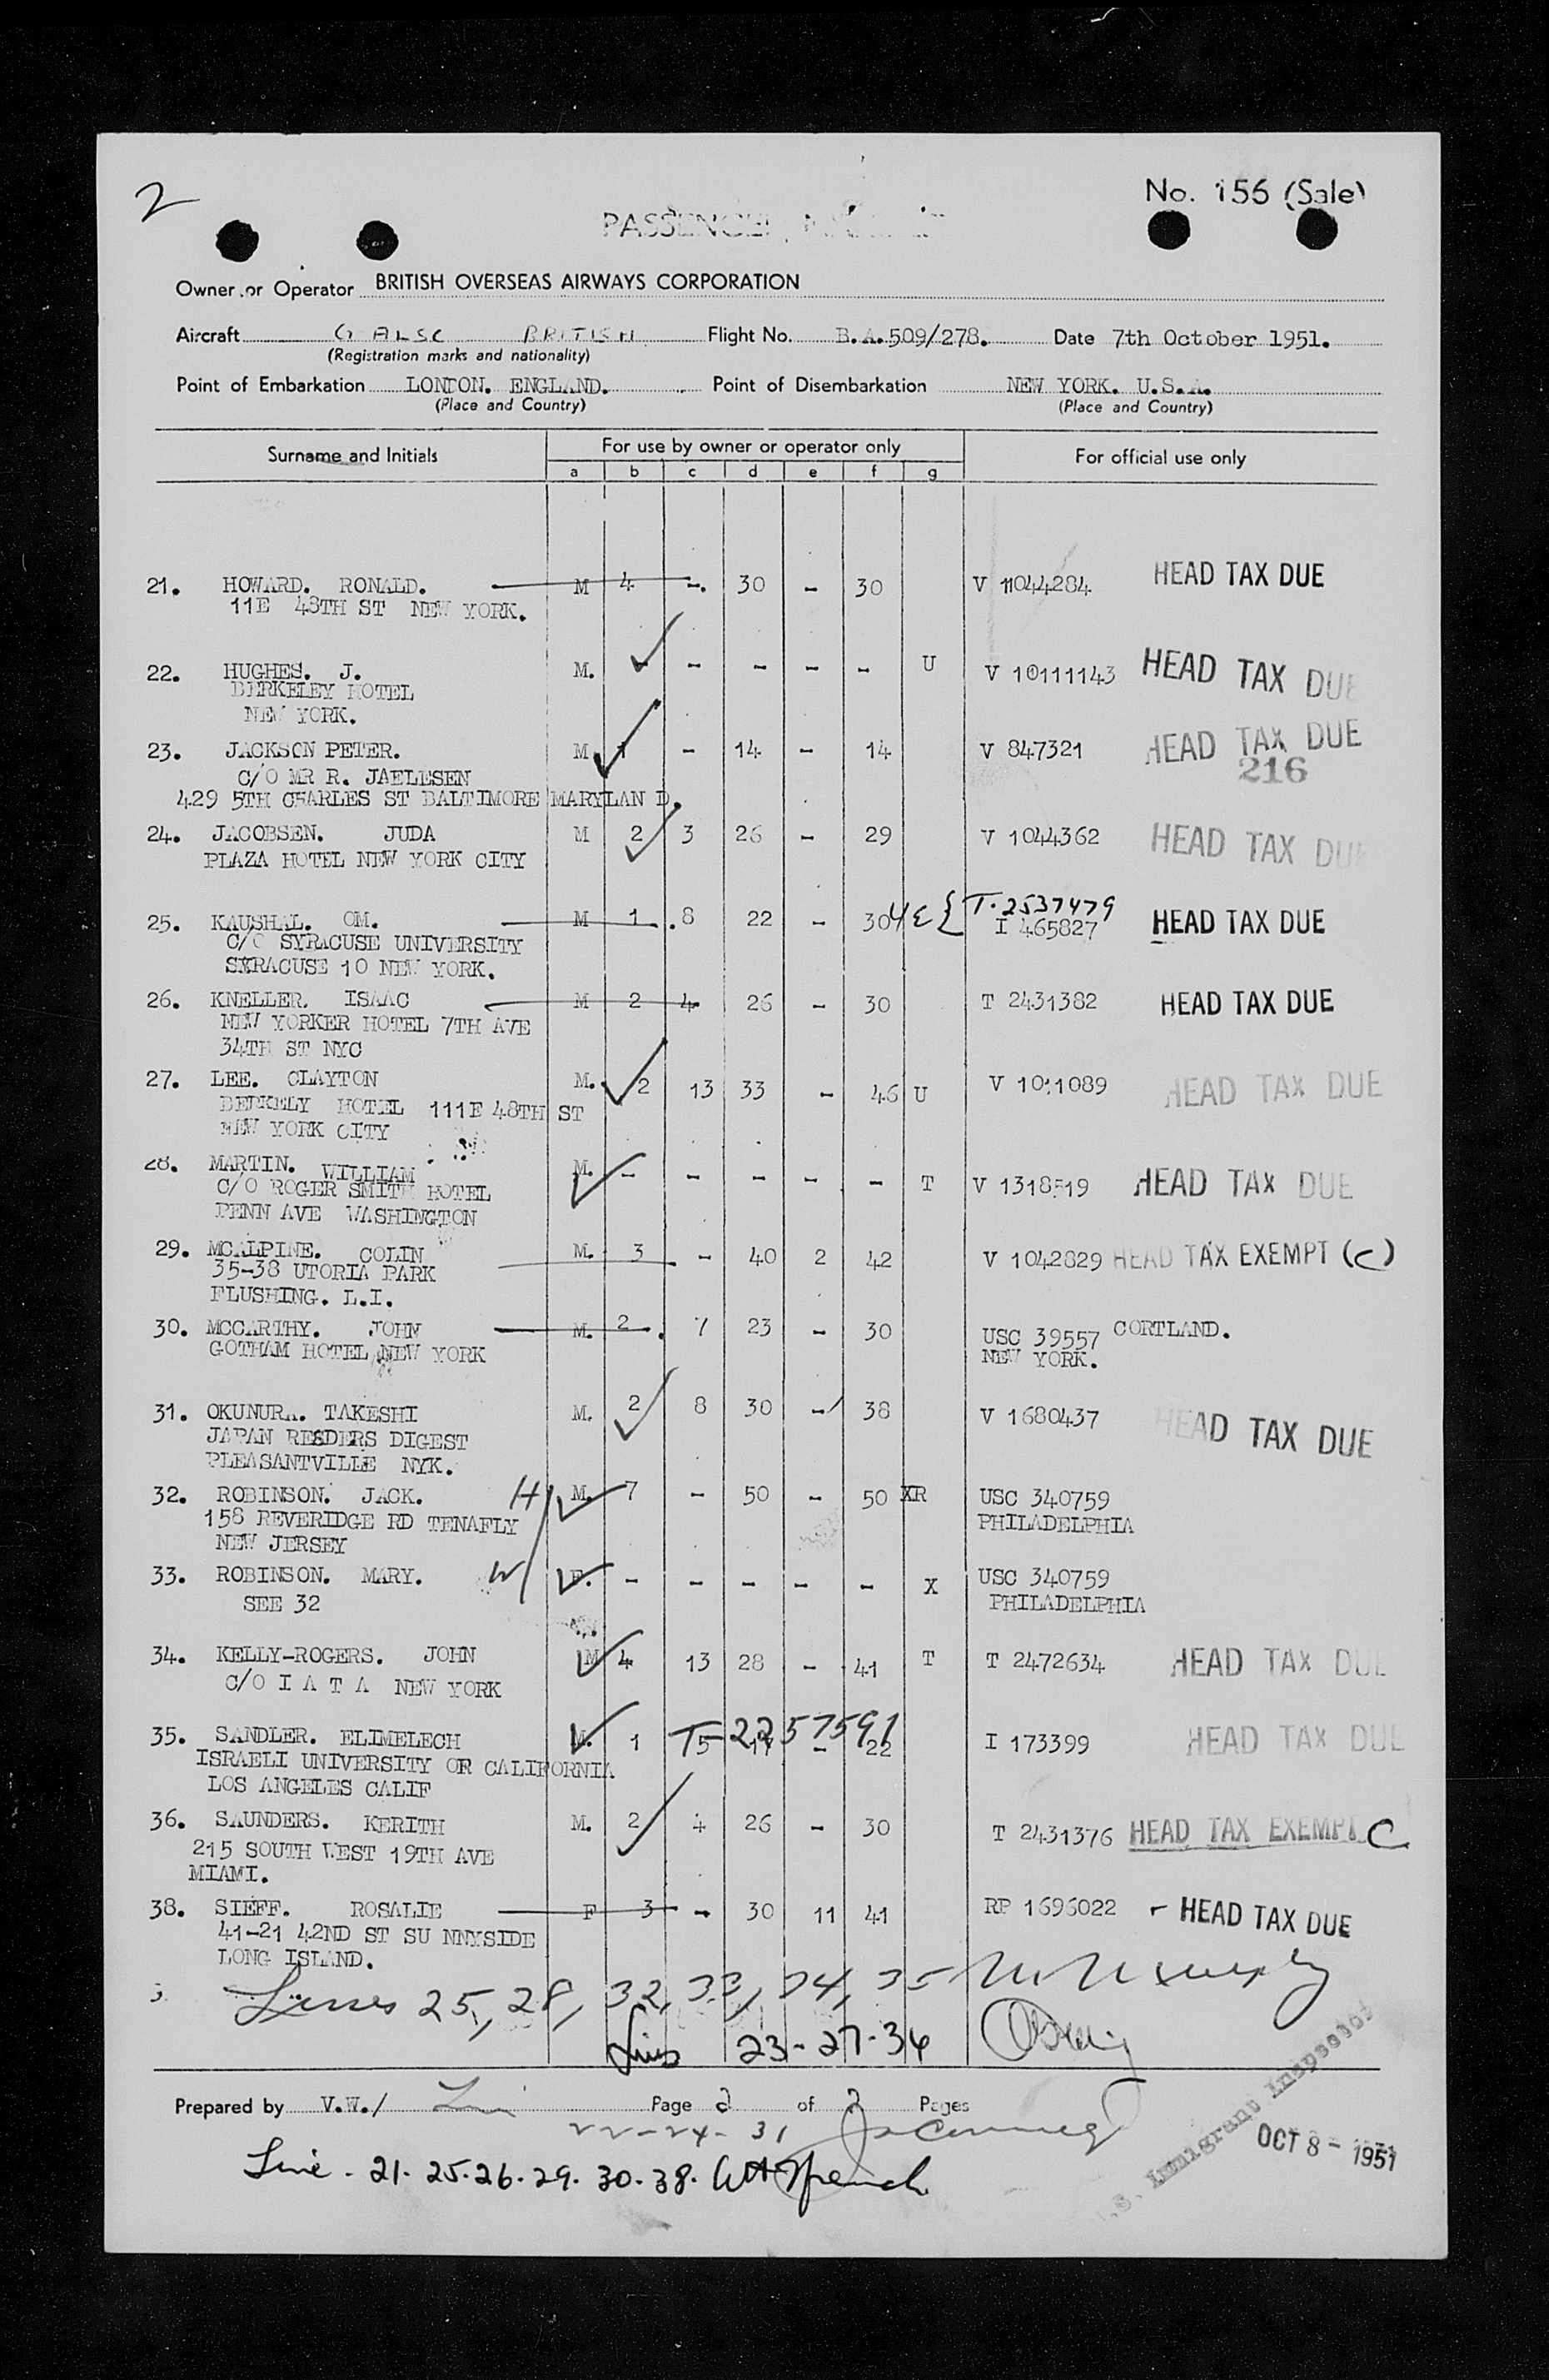 2
No. 156 (Sale)
Owner or Operator BRITISH OVERSEAS AIRWAYS CORPORATION
Aircraft G ALSC BRITISH Flight No. B.A.509/278. Date 7th October 1951.
(Registration marks and nationality)
Point of Embarkation LONDON. ENGLAND. Point of Disembarkation NEW YORK. U.S.A.
(Place and Country) (Place and Country)
Surname and Initials For use by owner or operator only For official use only
a b c d e f g
21. HOWARD. RONALD. M 4 -. 30 - 30 V 11044284 HEAD TAX DUE
11E 48TH ST NEW YORK.
22. HUGHES. J. M. - - - - - U V 10111143 HEAD TAX DUE
BERKELEY HOTEL
NEW YORK.
23. JACKSON PETER. M 1 - 14 - 14 V 847321 HEAD TAX DUE
216
C/O MR R. JAELESEN
429 5TH CHARLES ST BALTIMORE MARYLAN D.
24. JACOBSEN. JUDA M 2 3 26 - 29 V 1044362 HEAD TAX DUE
PLAZA HOTEL NEW YORK CITY
25. KAUSHAL. OM. M 1 . 8 22 - 30 4E { T-2537479
I 465827 HEAD TAX DUE
C/O SYRACUSE UNIVERSITY
SYRACUSE 10 NEW YORK.
26. KNELLER. ISAAC M 2 4 26 - 30 T 2431382 HEAD TAX DUE
NEW YORKER HOTEL 7TH AVE
34TH ST NYC
27. LEE. CLAYTON M. 2 13 33 - 46 U V 1011089 HEAD TAX DUE
BERKELY HOTEL 111E 48TH ST
NEW YORK CITY
28. MARTIN. WILLIAM M. - - - - - T V 1318519 HEAD TAX DUE
C/O ROGER SMITH HOTEL
PENN AVE WASHINGTON
29. MCALPINE. COLIN M. 3 - 40 2 42 V 1042829 HEAD TAX EXEMPT (C)
35-38 UTORIA PARK
FLUSHING. L.I.
30. MCCARTHY. JOHN M. 2 . 7 23 - 30 USC 39557 CORTLAND.
GOTHAM HOTEL NEW YORK NEW YORK.
31. OKUNURA. TAKESHI M. 2 8 30 - 38 V 1680437 HEAD TAX DUE
JAPAN READERS DIGEST
PLEASANTVILLE NYK.
32. ROBINSON. JACK. H M. 7 - 50 - 50 XR USC 340759
158 REVERIDGE RD TENAFLY PHILADELPHIA
NEW JERSEY
33. ROBINSON. MARY. W F. - - - - - X USC 340759
SEE 32 PHILADELPHIA
34. KELLY-ROGERS. JOHN M 4 13 28 - 41 T T 2472634 HEAD TAX DUE
C/O I A T A NEW YORK
35. SANDLER. ELIMELECH M. 1 5 17 - 22 I 173399 HEAD TAX DUE
T-2257591
ISRAELI UNIVERSITY OF CALIFORNIA
LOS ANGELES CALIF
36. SAUNDERS. KERITH M. 2 4 26 - 30 T 2431376 HEAD TAX EXEMPT C
215 SOUTH WEST 19TH AVE
MIAMI.
38. SIEFF. ROSALIE F 3 - 30 11 41 RP 1696022 - HEAD TAX DUE
41-21 42ND ST SU NNYSIDE
LONG ISLAND.
Lines 25, 28, 32, 33, 34, 35
Lines 23-27-36
Prepared by V.W./ Page 2 of 2 Pages
22-24-31
Line - 21. 25. 26. 29. 30. 38.
U.S. Immigrant Inspector
OCT 8 - 1951